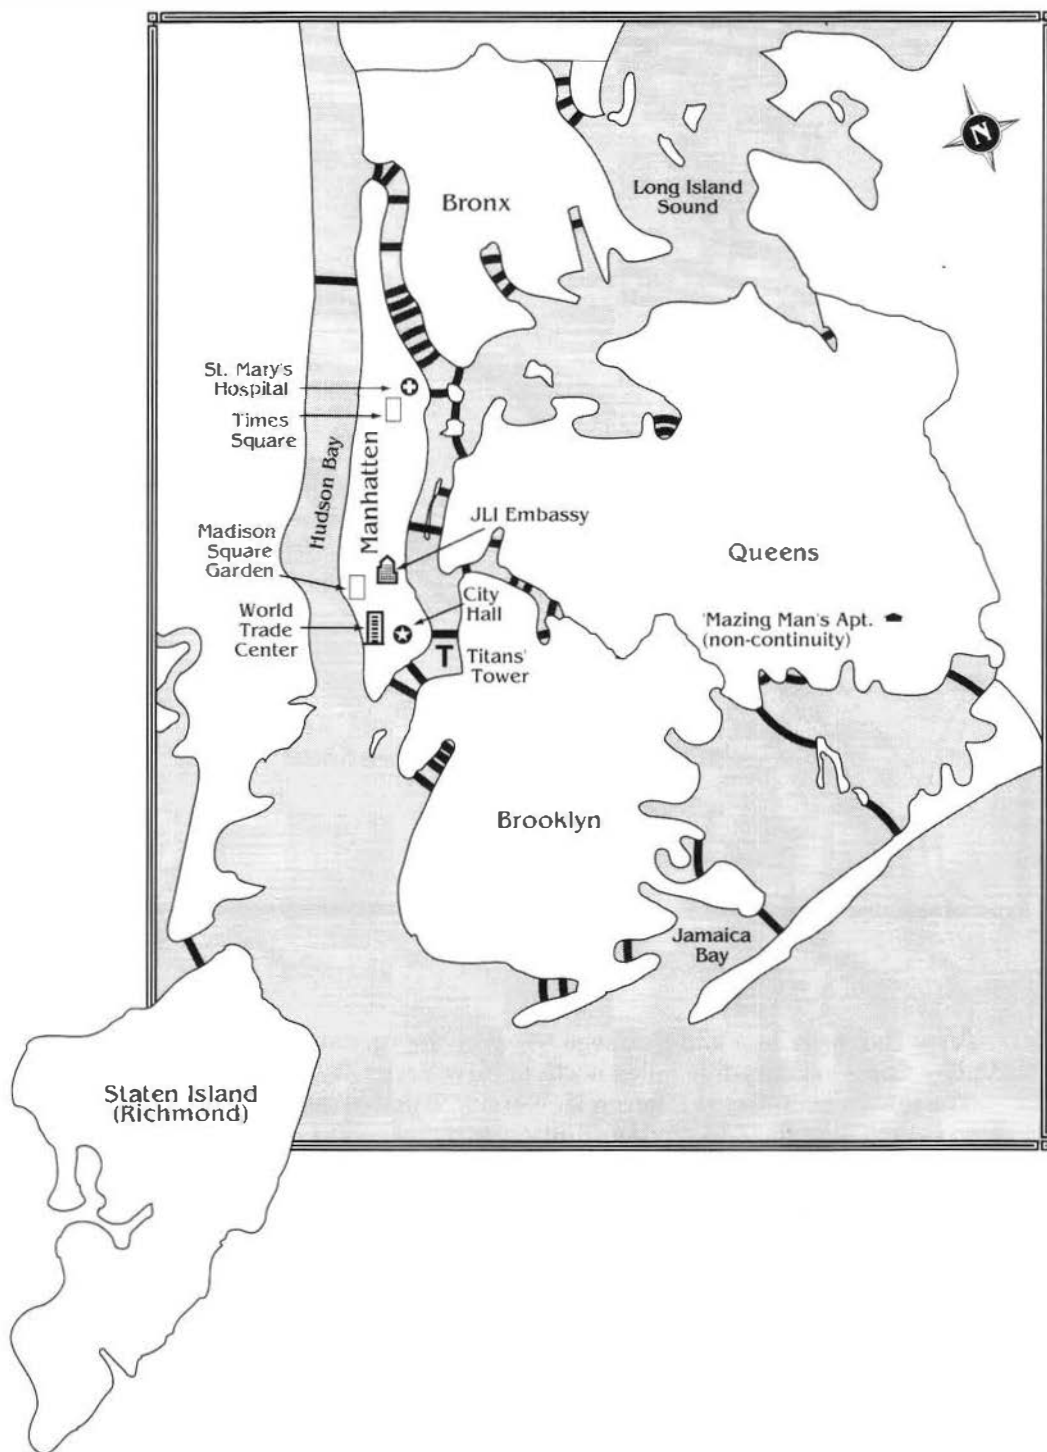 N
Bronx
Long Island
Sound
St. Mary's
Hospital
Times
Square
Hudson Bay
Manhatten
JLI Embassy
Madison
Square
Garden
Queens
City
Hall
World
Trade
Center
'Mazing Man's Apt.
(non-continuity)
T
Titans'
Tower
Brooklyn
Jamaica
Bay
Staten Island
(Richmond)